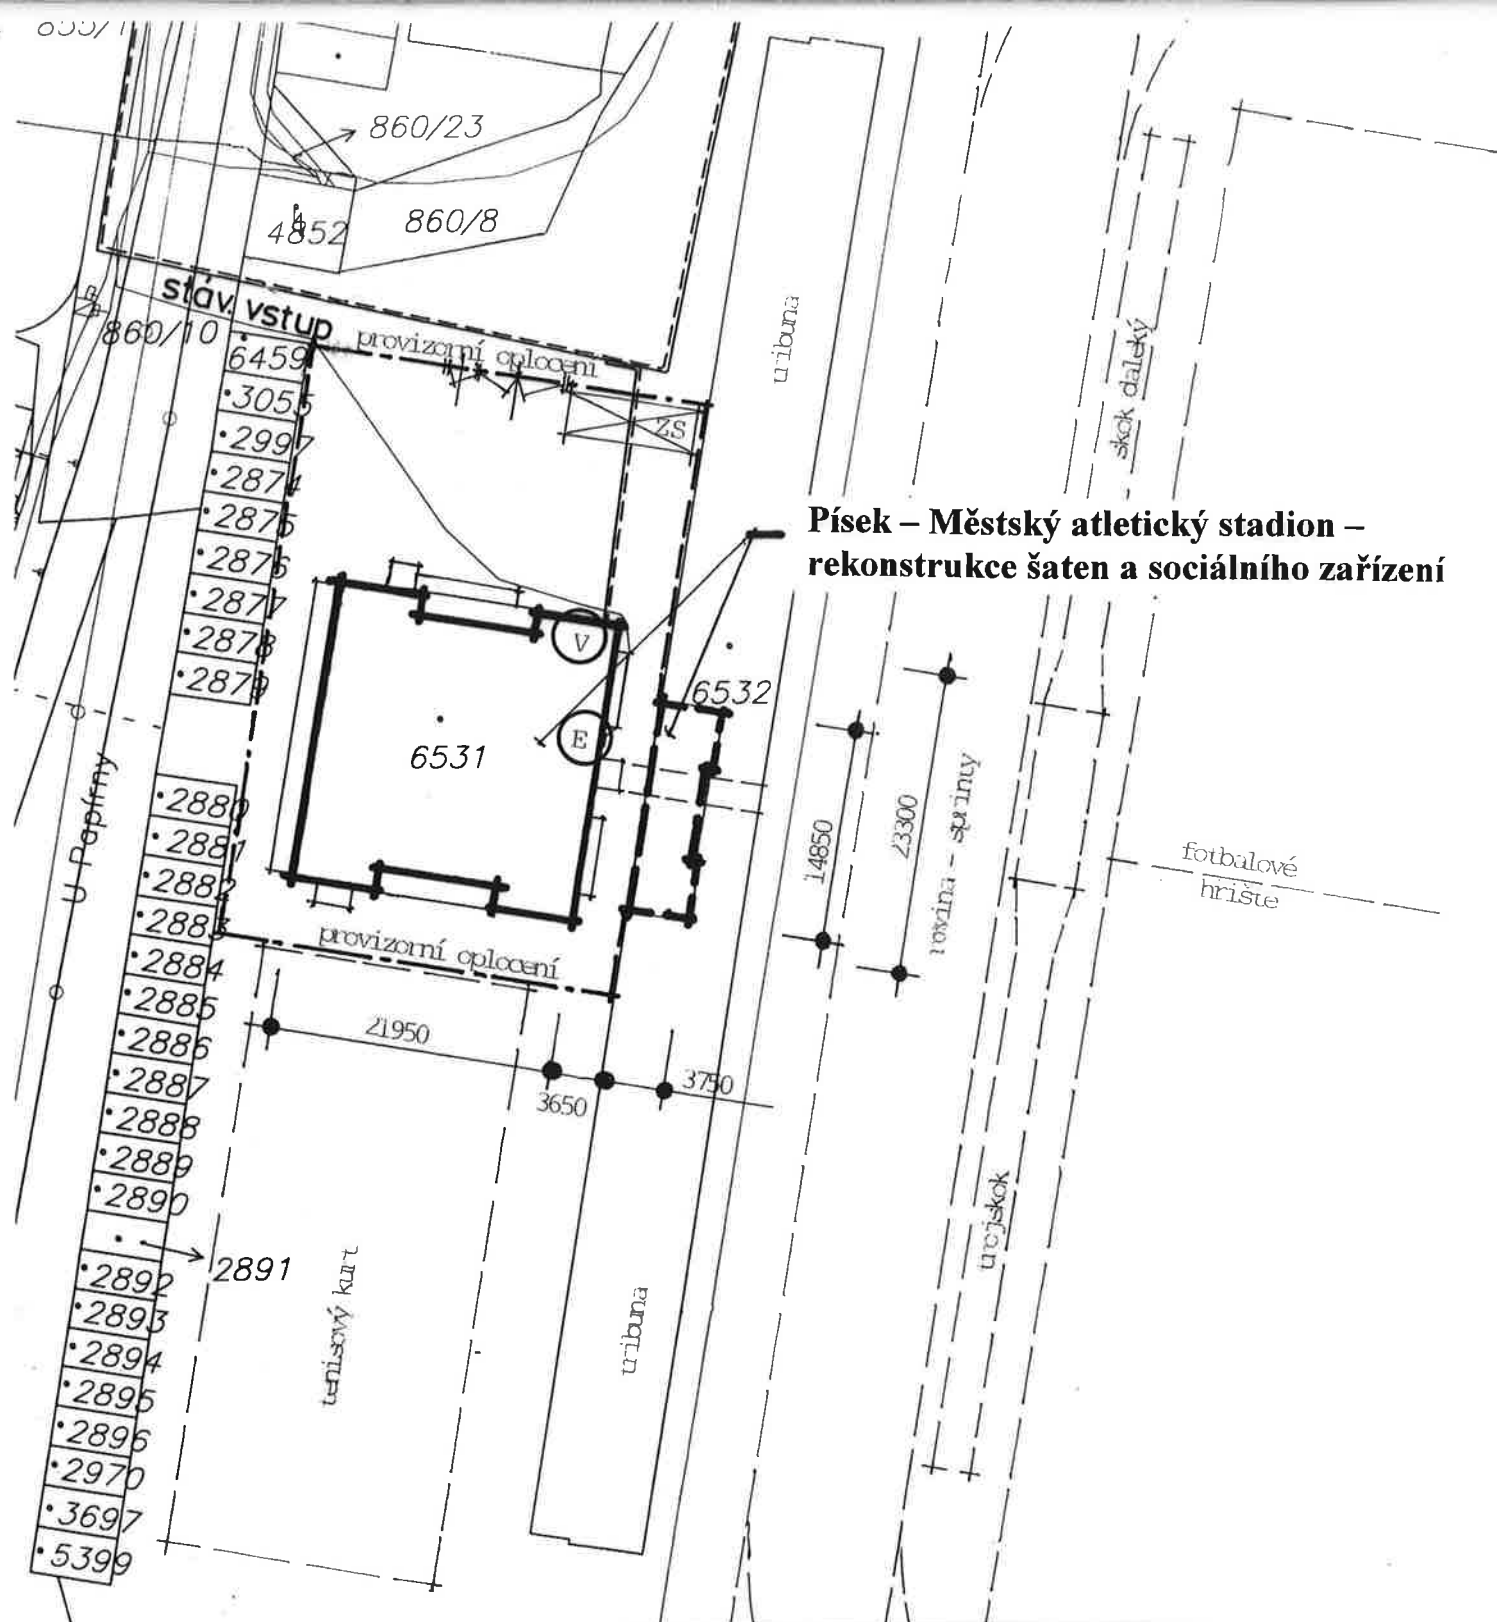 860/23
4852
860/8
stáv. vstup
860/10
provizorní oplocení
6459
3055
2997
2874
2875
2876
2877
2878
2879
ZS
tribuna
skok daleký
Písek – Městský atletický stadion –
rekonstrukce šaten a sociálního zařízení
V
E
6532
6531
U Papírny
2880
2881
2882
2883
2884
2885
2886
2887
2888
2889
2890
2891
2892
2893
2894
2895
2896
2970
3697
5399
provizorní oplocení
14850
23300
rovina - sprinty
fotbalové
hrište
21950
3650
3750
tenisový kurt
tribuna
trojskok